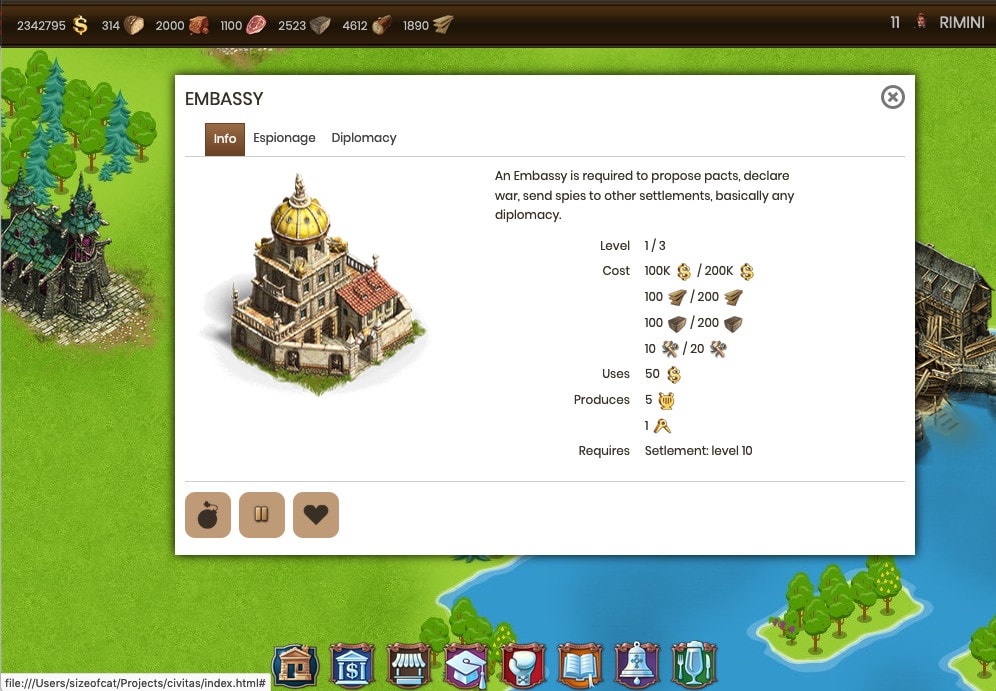 2342795 314 2000 1100 2523 4612 1890 11 RIMINI
EMBASSY
Info Espionage Diplomacy
An Embassy is required to propose pacts, declare
war, send spies to other settlements, basically any
diplomacy.
Level 1 / 3
Cost 100K / 200K
100 / 200
100 / 200
10 / 20
Uses 50
Produces 5
1
Requires Setlement: level 10
file:///Users/sizeofcat/Projects/civitas/index.html#